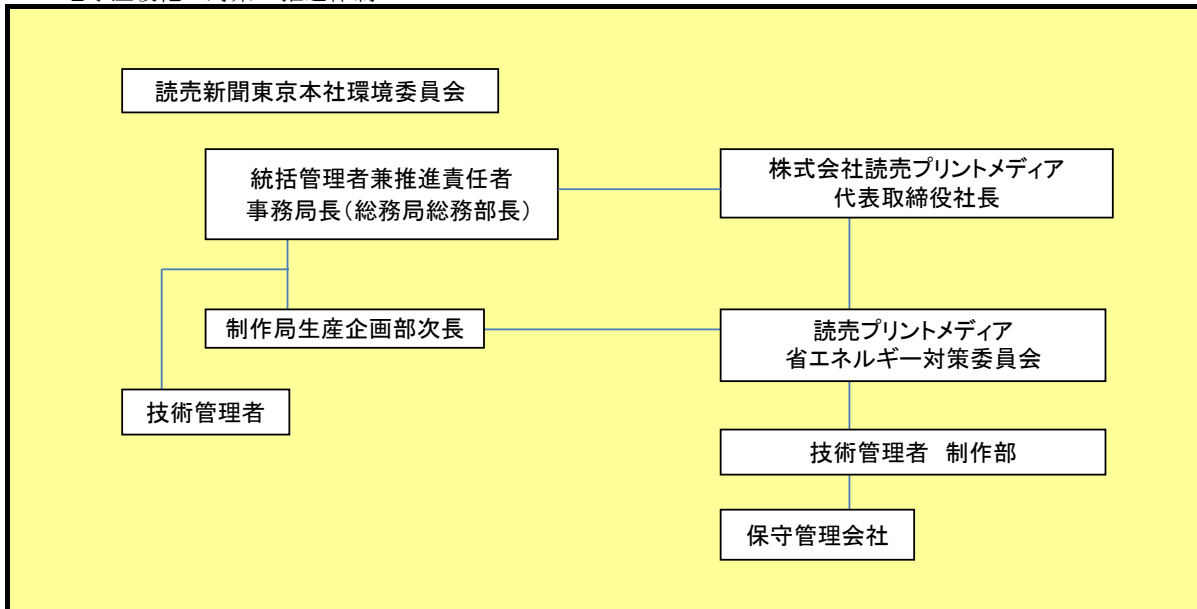 読売新聞東京本社環境委員会
統括管理者兼推進責任者
事務局長(総務局総務部長)
株式会社読売プリントメディア
代表取締役社長
制作局生産企画部次長
読売プリントメディア
省エネルギー対策委員会
技術管理者
技術管理者　制作部
保守管理会社